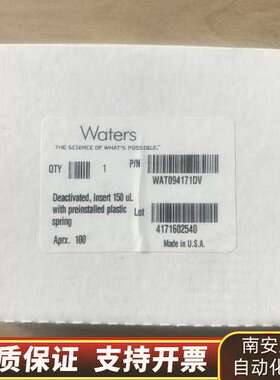 Waters
THE SCIENCE OF WHAT'S POSSIBLE.™
QTY 1 P/N
WAT094171DV
Deactivated, Insert 150 ul.
with preinstalled plastic
spring
Lot
Aprx. 100
4171602540
Made in U.S.A.
质保证 支持开票
南安
自动化